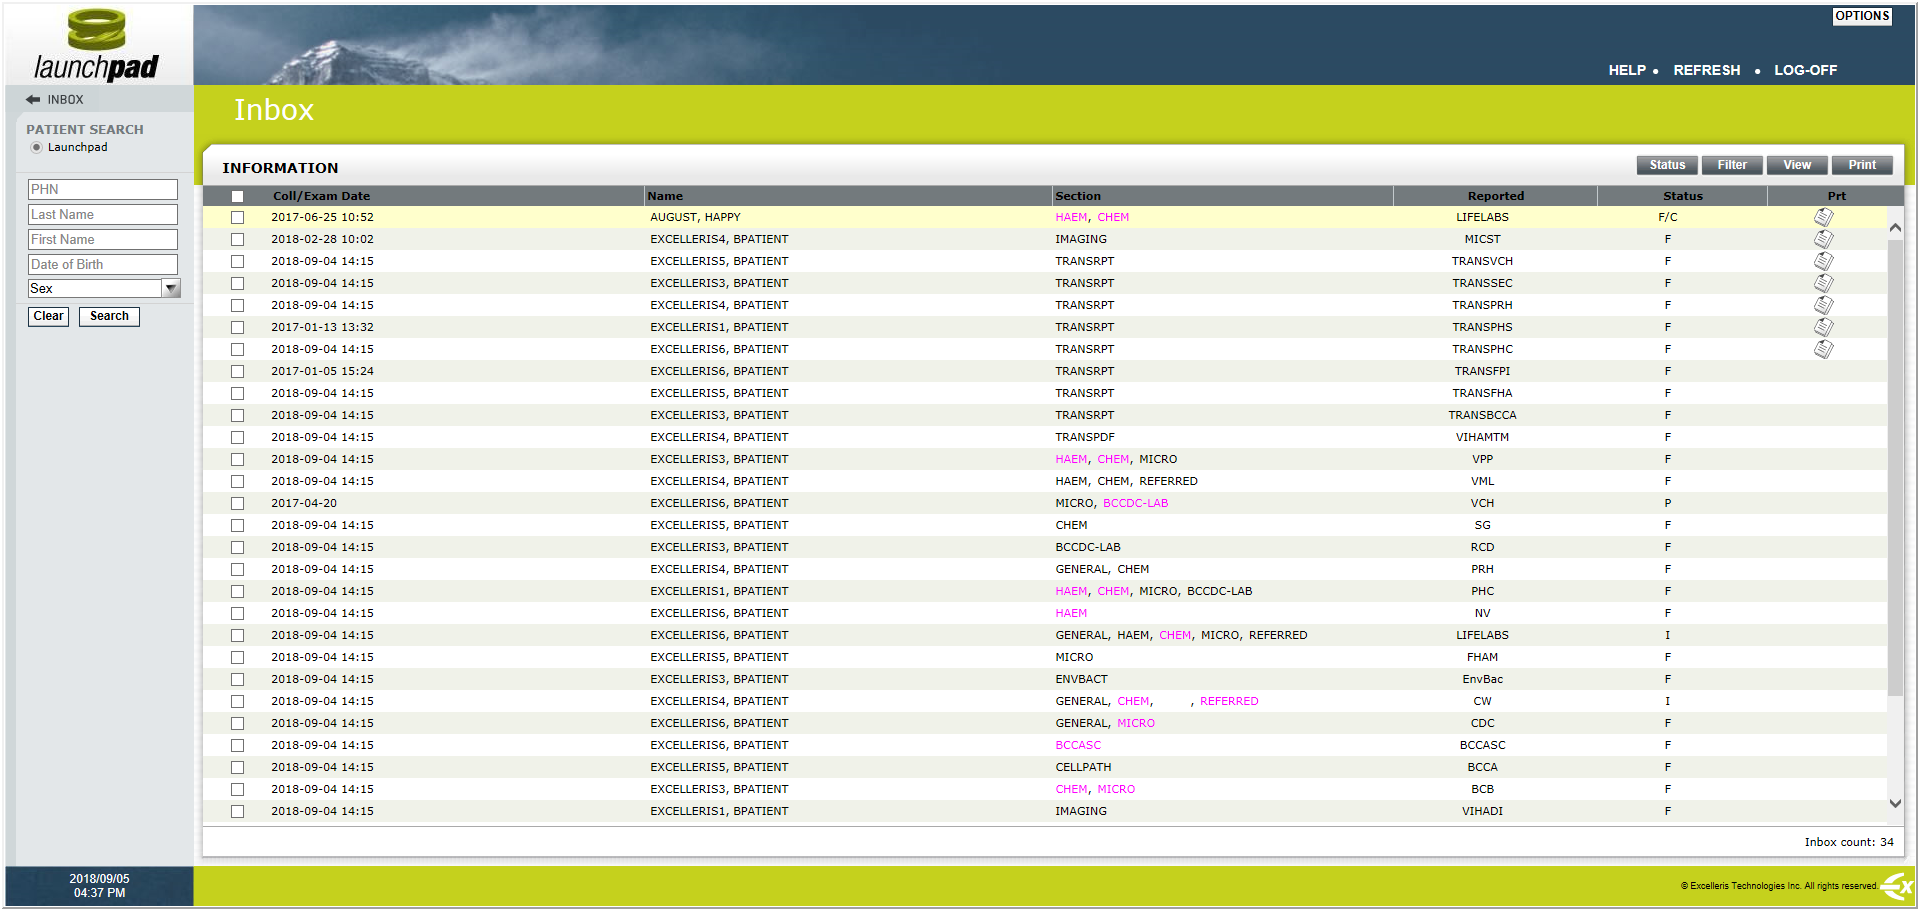 launchpad
OPTIONS
HELP • REFRESH • LOG-OFF
INBOX
Inbox
PATIENT SEARCH
Launchpad
PHN
Last Name
First Name
Date of Birth
Sex
Clear Search
INFORMATION
Status Filter View Print
Coll/Exam Date Name Section Reported Status Prt
2017-06-25 10:52 AUGUST, HAPPY HAEM, CHEM LIFELABS F/C
2018-02-28 10:02 EXCELLERIS4, BPATIENT IMAGING MICST F
2018-09-04 14:15 EXCELLERIS5, BPATIENT TRANSRPT TRANSVCH F
2018-09-04 14:15 EXCELLERIS3, BPATIENT TRANSRPT TRANSSEC F
2018-09-04 14:15 EXCELLERIS4, BPATIENT TRANSRPT TRANSPRH F
2017-01-13 13:32 EXCELLERIS1, BPATIENT TRANSRPT TRANSPHS F
2018-09-04 14:15 EXCELLERIS6, BPATIENT TRANSRPT TRANSPHC F
2017-01-05 15:24 EXCELLERIS6, BPATIENT TRANSRPT TRANSFPI F
2018-09-04 14:15 EXCELLERIS5, BPATIENT TRANSRPT TRANSFHA F
2018-09-04 14:15 EXCELLERIS3, BPATIENT TRANSRPT TRANSBCCA F
2018-09-04 14:15 EXCELLERIS4, BPATIENT TRANSPDF VIHAMTM F
2018-09-04 14:15 EXCELLERIS3, BPATIENT HAEM, CHEM, MICRO VPP F
2018-09-04 14:15 EXCELLERIS4, BPATIENT HAEM, CHEM, REFERRED VML F
2017-04-20 EXCELLERIS6, BPATIENT MICRO, BCCDC-LAB VCH P
2018-09-04 14:15 EXCELLERIS5, BPATIENT CHEM SG F
2018-09-04 14:15 EXCELLERIS3, BPATIENT BCCDC-LAB RCD F
2018-09-04 14:15 EXCELLERIS4, BPATIENT GENERAL, CHEM PRH F
2018-09-04 14:15 EXCELLERIS1, BPATIENT HAEM, CHEM, MICRO, BCCDC-LAB PHC F
2018-09-04 14:15 EXCELLERIS6, BPATIENT HAEM NV F
2018-09-04 14:15 EXCELLERIS6, BPATIENT GENERAL, HAEM, CHEM, MICRO, REFERRED LIFELABS I
2018-09-04 14:15 EXCELLERIS5, BPATIENT MICRO FHAM F
2018-09-04 14:15 EXCELLERIS3, BPATIENT ENVBACT EnvBac F
2018-09-04 14:15 EXCELLERIS4, BPATIENT GENERAL, CHEM, , REFERRED CW I
2018-09-04 14:15 EXCELLERIS6, BPATIENT GENERAL, MICRO CDC F
2018-09-04 14:15 EXCELLERIS6, BPATIENT BCCASC BCCASC F
2018-09-04 14:15 EXCELLERIS5, BPATIENT CELLPATH BCCA F
2018-09-04 14:15 EXCELLERIS3, BPATIENT CHEM, MICRO BCB F
2018-09-04 14:15 EXCELLERIS1, BPATIENT IMAGING VIHADI F
Inbox count: 34
2018/09/05
04:37 PM
© Excelleris Technologies Inc. All rights reserved.